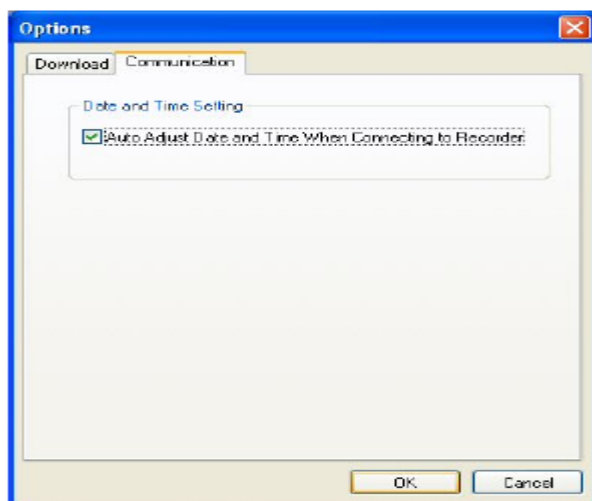 Options
Download Communication
Date and Time Setting
Auto Adjust Date and Time When Connecting to Recorder
OK Cancel